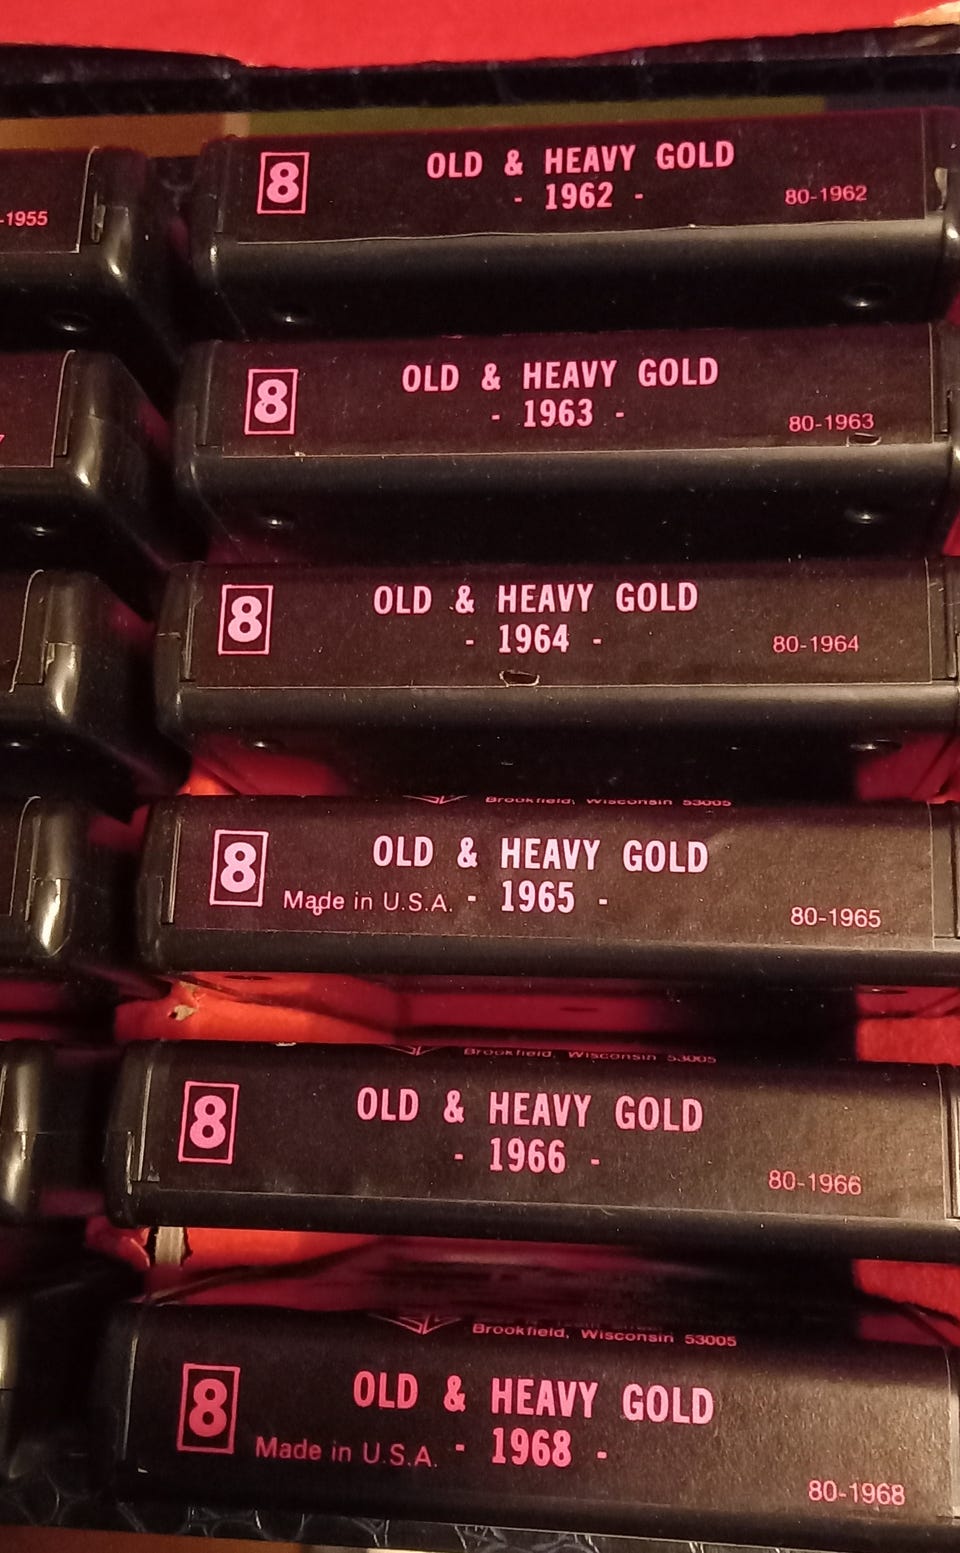 -1955
8
OLD & HEAVY GOLD
- 1962 -
80-1962
8
OLD & HEAVY GOLD
- 1963 -
80-1963
8
OLD & HEAVY GOLD
- 1964 -
80-1964
Brookfield, Wisconsin 53005
8
OLD & HEAVY GOLD
Made in U.S.A. - 1965 -
80-1965
Brookfield, Wisconsin 53005
8
OLD & HEAVY GOLD
- 1966 -
80-1966
Brookfield, Wisconsin 53005
8
OLD & HEAVY GOLD
Made in U.S.A. - 1968 -
80-1968